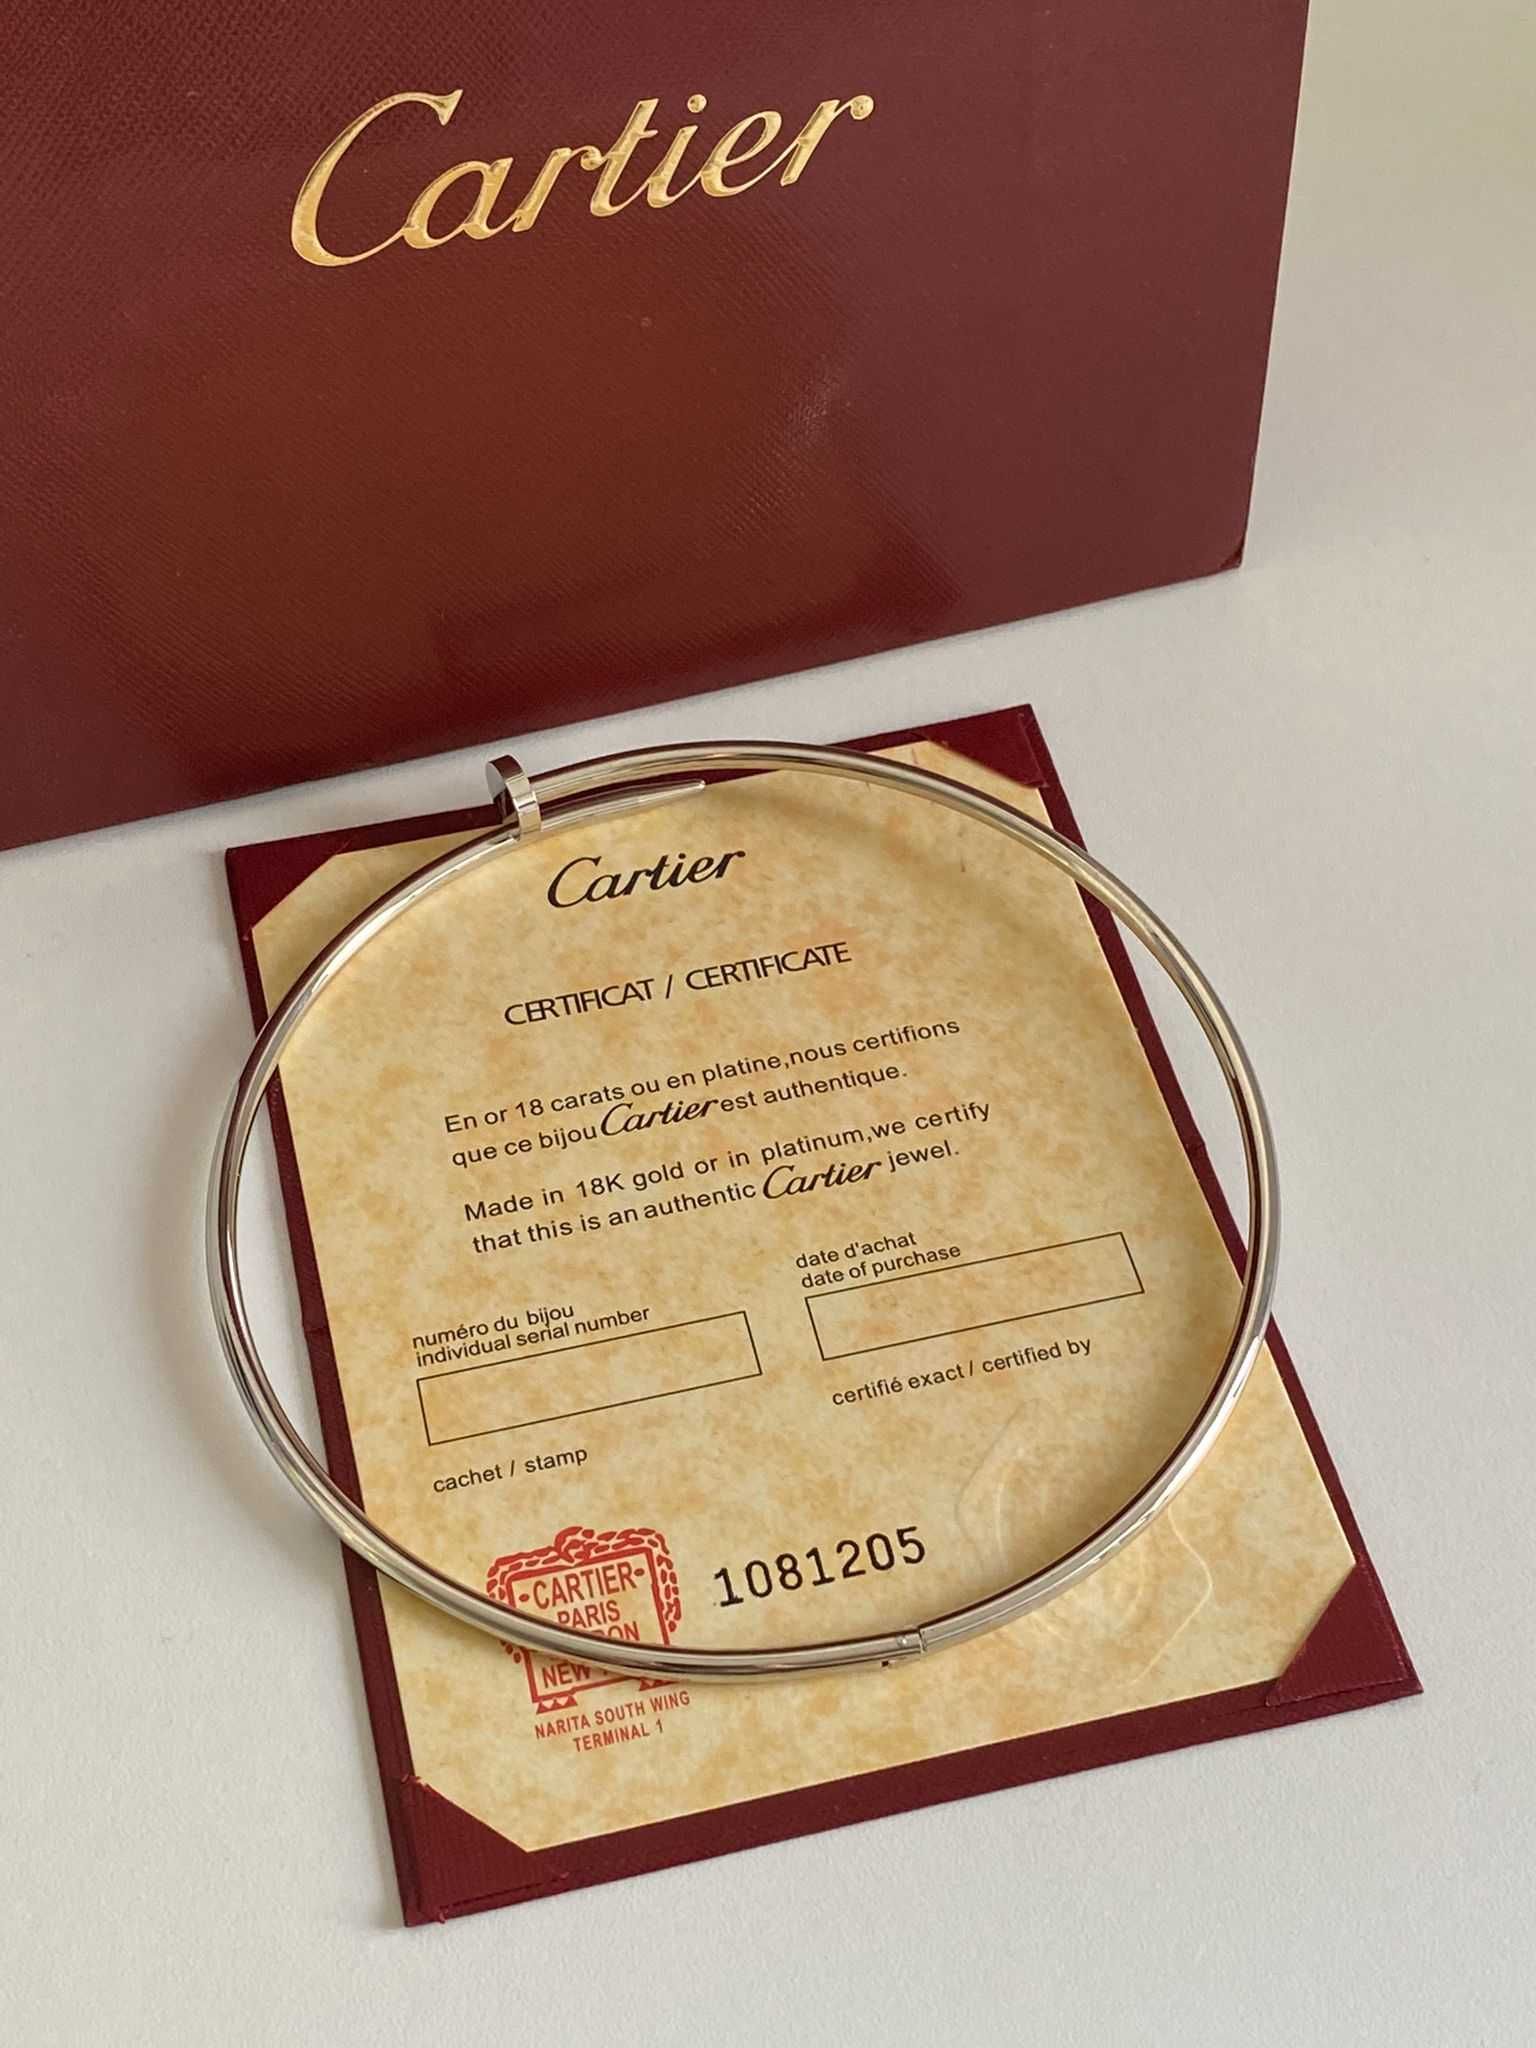 Cartier
Cartier
CERTIFICAT / CERTIFICATE
En or 18 carats ou en platine,nous certifions
que ce bijou Cartier est authentique.
Made in 18K gold or in platinum,we certify
that this is an authentic Cartier jewel.
numéro du bijou
individual serial number
date d'achat
date of purchase
cachet / stamp
certifié exact / certified by
CARTIER
PARIS
NEW
1081205
NARITA SOUTH WING
TERMINAL 1